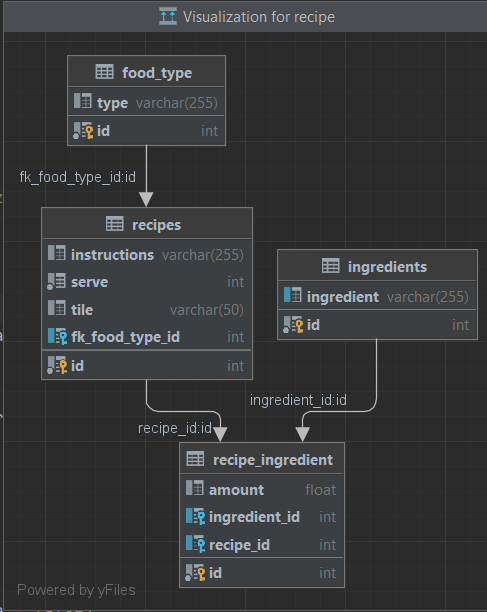 Visualization for recipe
food_type
type varchar(255)
id int
fk_food_type_id:id
recipes
instructions varchar(255)
serve int
tile varchar(50)
fk_food_type_id int
id int
ingredients
ingredient varchar(255)
id int
recipe_id:id
ingredient_id:id
recipe_ingredient
amount float
ingredient_id int
recipe_id int
id int
Powered by yFiles